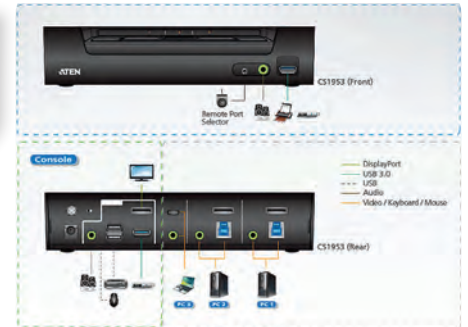 ATEN
CS1953 (Front)
Remote Port
Selector
Console
DisplayPort
USB 3.0
USB
Audio
Video / Keyboard / Mouse
CS1953 (Rear)
PC 3
PC 2
PC 1